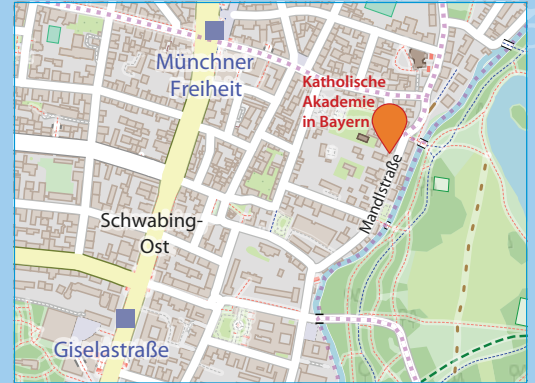 Münchner
Freiheit
Katholische
Akademie
in Bayern
Mandlstraße
Schwabing-
Ost
Giselastraße